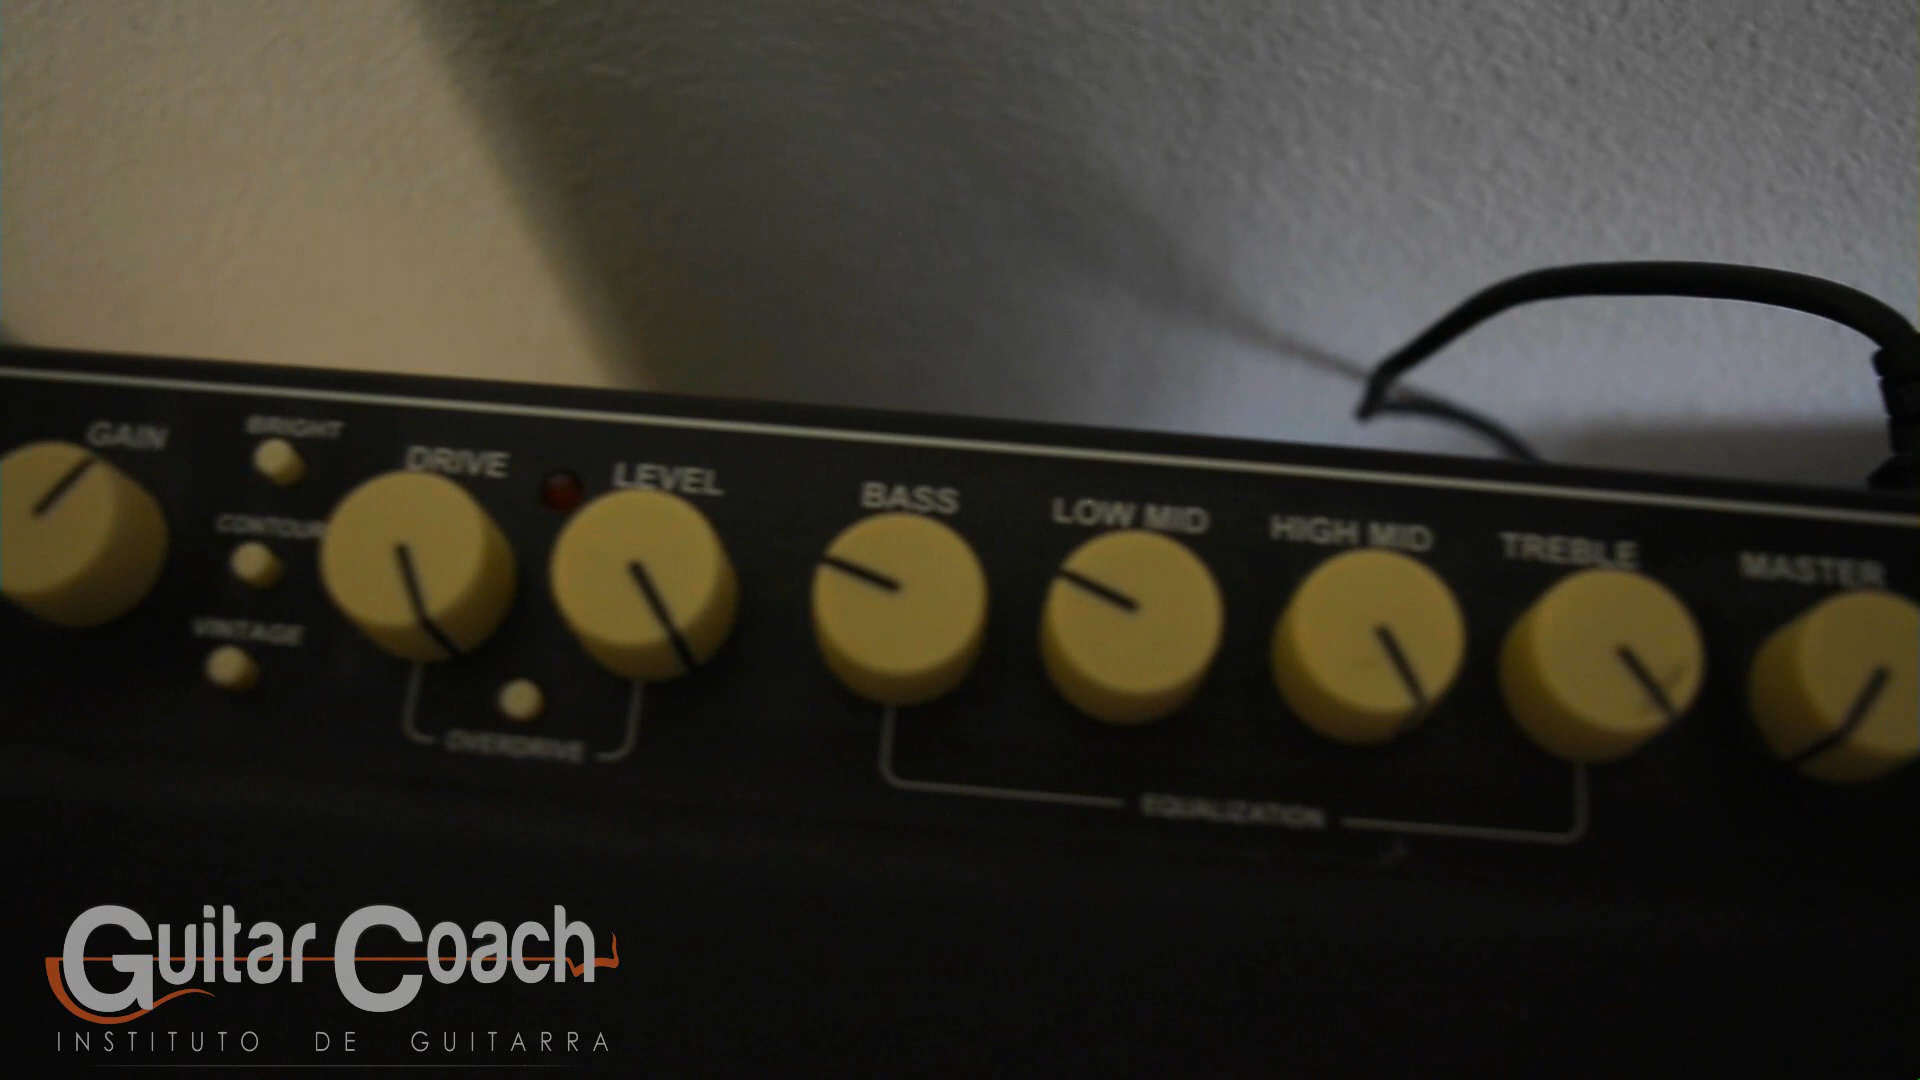 GAIN
BRIGHT
DRIVE
LEVEL
BASS
LOW MID
HIGH MID
TREBLE
MASTER
CONTOUR
VINTAGE
OVERDRIVE
EQUALIZATION
Guitar Coach
INSTITUTO DE GUITARRA